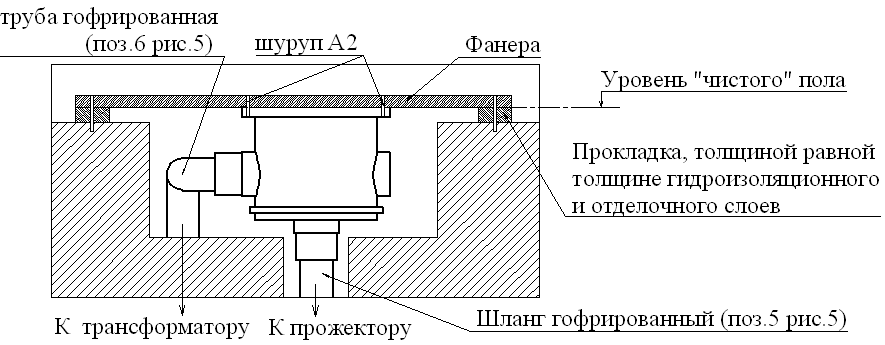 труба гофрированная
(поз.6 рис.5)
шуруп А2
Фанера
Уровень "чистого" пола
Прокладка, толщиной равной
толщине гидроизоляционного
и отделочного слоев
К трансформатору
К прожектору
Шланг гофрированный (поз.5 рис.5)